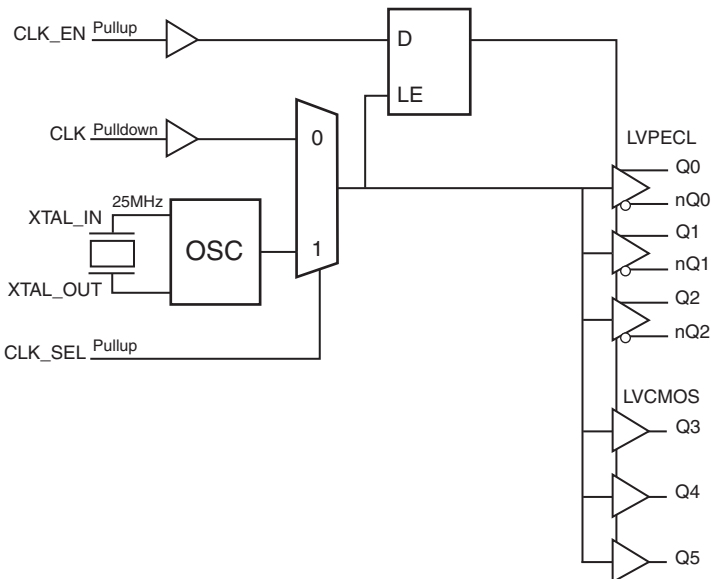 CLK_EN Pullup
D
LE
CLK Pulldown
0
LVPECL
Q0
nQ0
25MHz
XTAL_IN
OSC
1
Q1
nQ1
XTAL_OUT
Q2
nQ2
CLK_SEL Pullup
LVCMOS
Q3
Q4
Q5